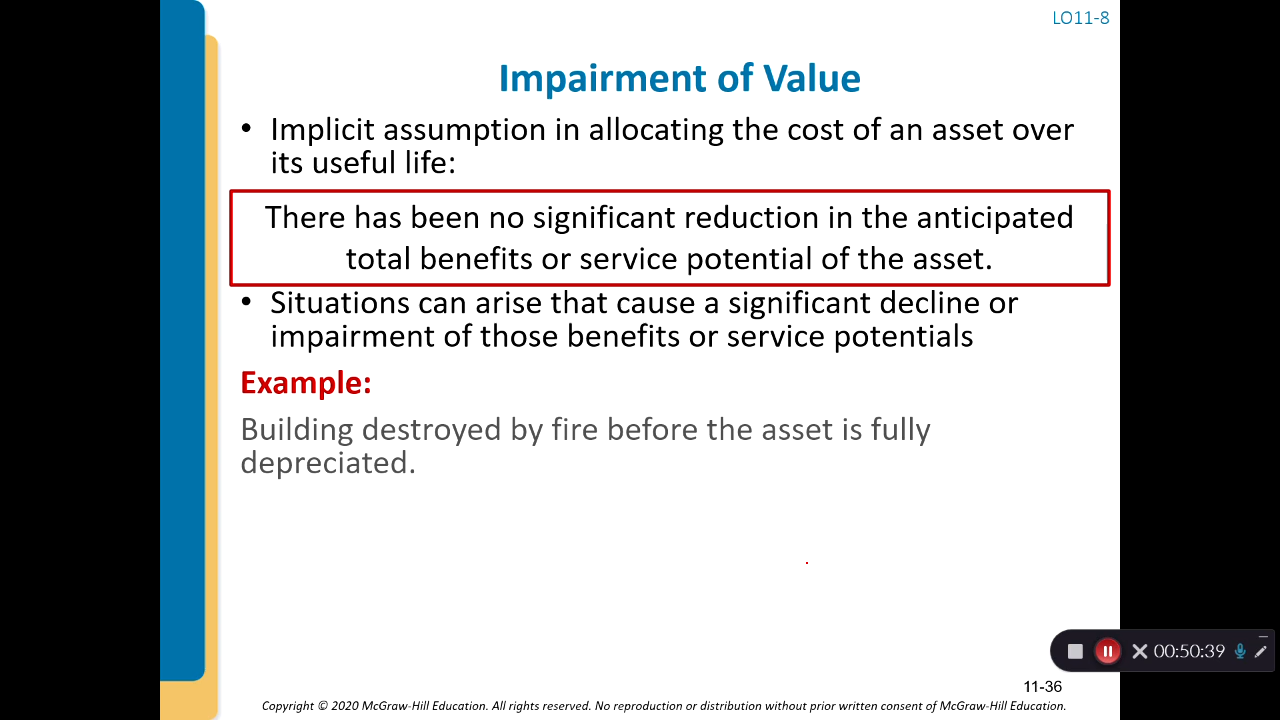 LO11-8
Impairment of Value
• Implicit assumption in allocating the cost of an asset over
its useful life:
There has been no significant reduction in the anticipated
total benefits or service potential of the asset.
• Situations can arise that cause a significant decline or
impairment of those benefits or service potentials
Example:
Building destroyed by fire before the asset is fully
depreciated.
00:50:39
11-36
Copyright © 2020 McGraw-Hill Education. All rights reserved. No reproduction or distribution without prior written consent of McGraw-Hill Education.